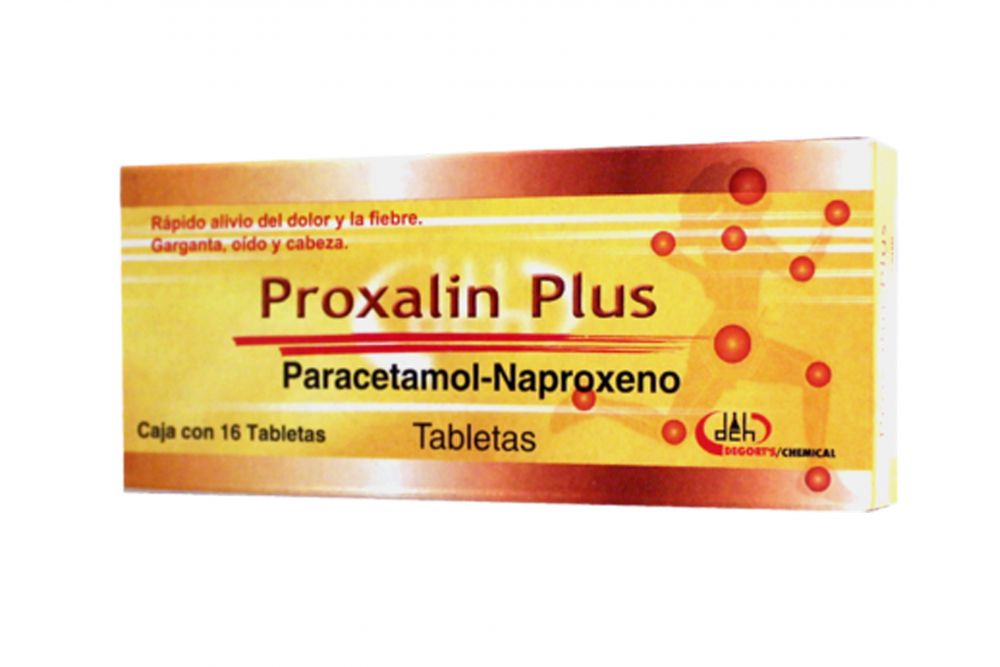 Rápido alivio del dolor y la fiebre.
Garganta, oído y cabeza.
Proxalin Plus
Paracetamol-Naproxeno
Caja con 16 Tabletas
Tabletas
deh
DEGORT'S/CHEMICAL